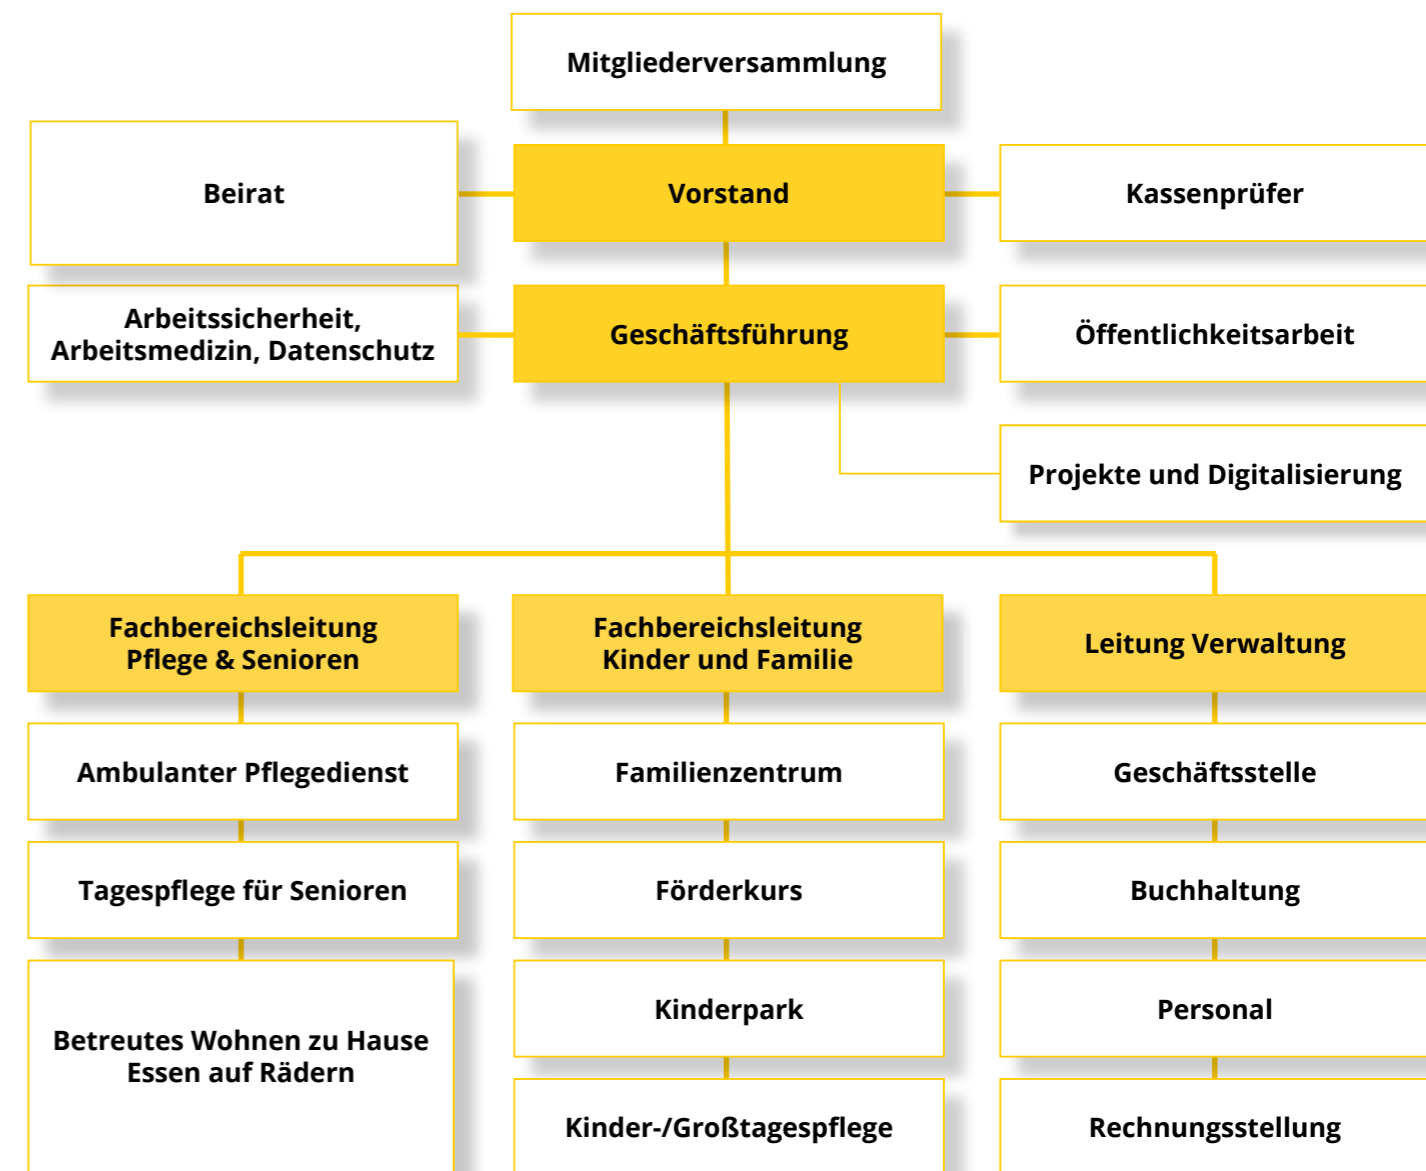 Mitgliederversammlung
Beirat
Vorstand
Kassenprüfer
Arbeitssicherheit,
Arbeitsmedizin, Datenschutz
Geschäftsführung
Öffentlichkeitsarbeit
Projekte und Digitalisierung
Fachbereichsleitung
Pflege & Senioren
Fachbereichsleitung
Kinder und Familie
Leitung Verwaltung
Ambulanter Pflegedienst
Familienzentrum
Geschäftsstelle
Tagespflege für Senioren
Förderkurs
Buchhaltung
Betreutes Wohnen zu Hause
Essen auf Rädern
Kinderpark
Personal
Kinder-/Großtagespflege
Rechnungsstellung